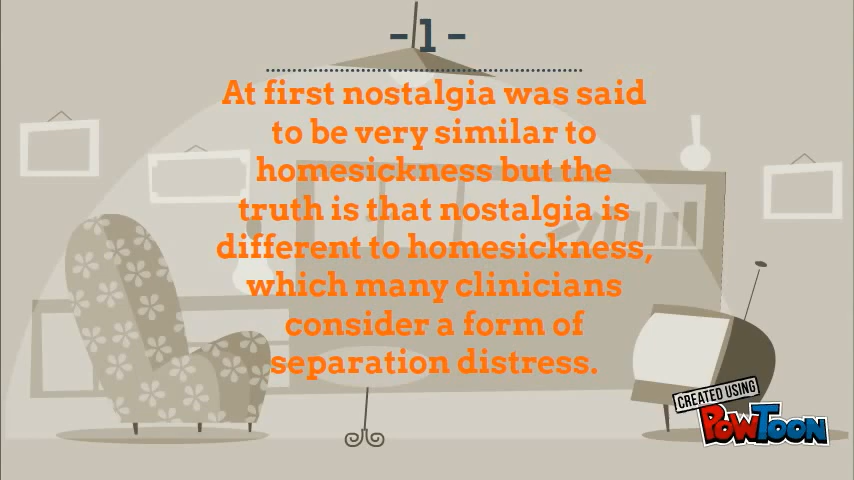 -1-
At first nostalgia was said
to be very similar to
homesickness but the
truth is that nostalgia is
different to homesickness,
which many clinicians
consider a form of
separation distress.
CREATED USING
POWTOON